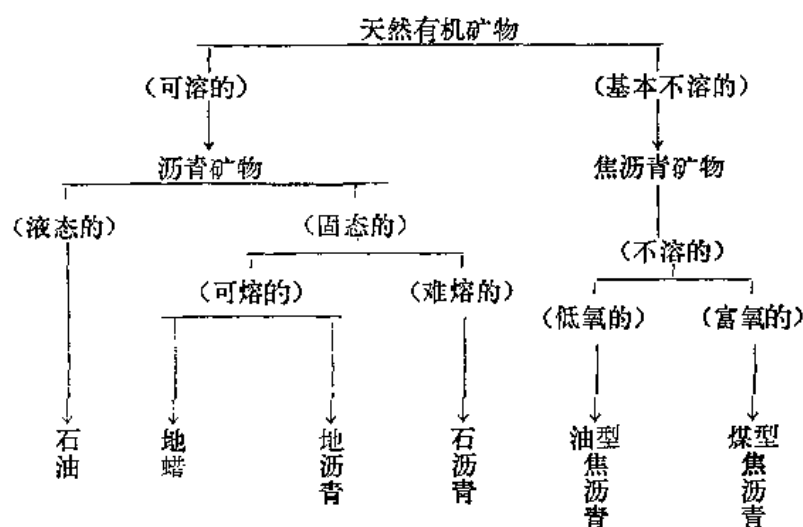 天然有机矿物
（可溶的）
（基本不溶的）
沥青矿物
焦沥青矿物
（液态的）
（固态的）
（不溶的）
（可熔的）
（难熔的）
（低氧的）
（富氧的）
石油
地蜡
地沥青
石沥青
油型焦沥青
煤型焦沥青